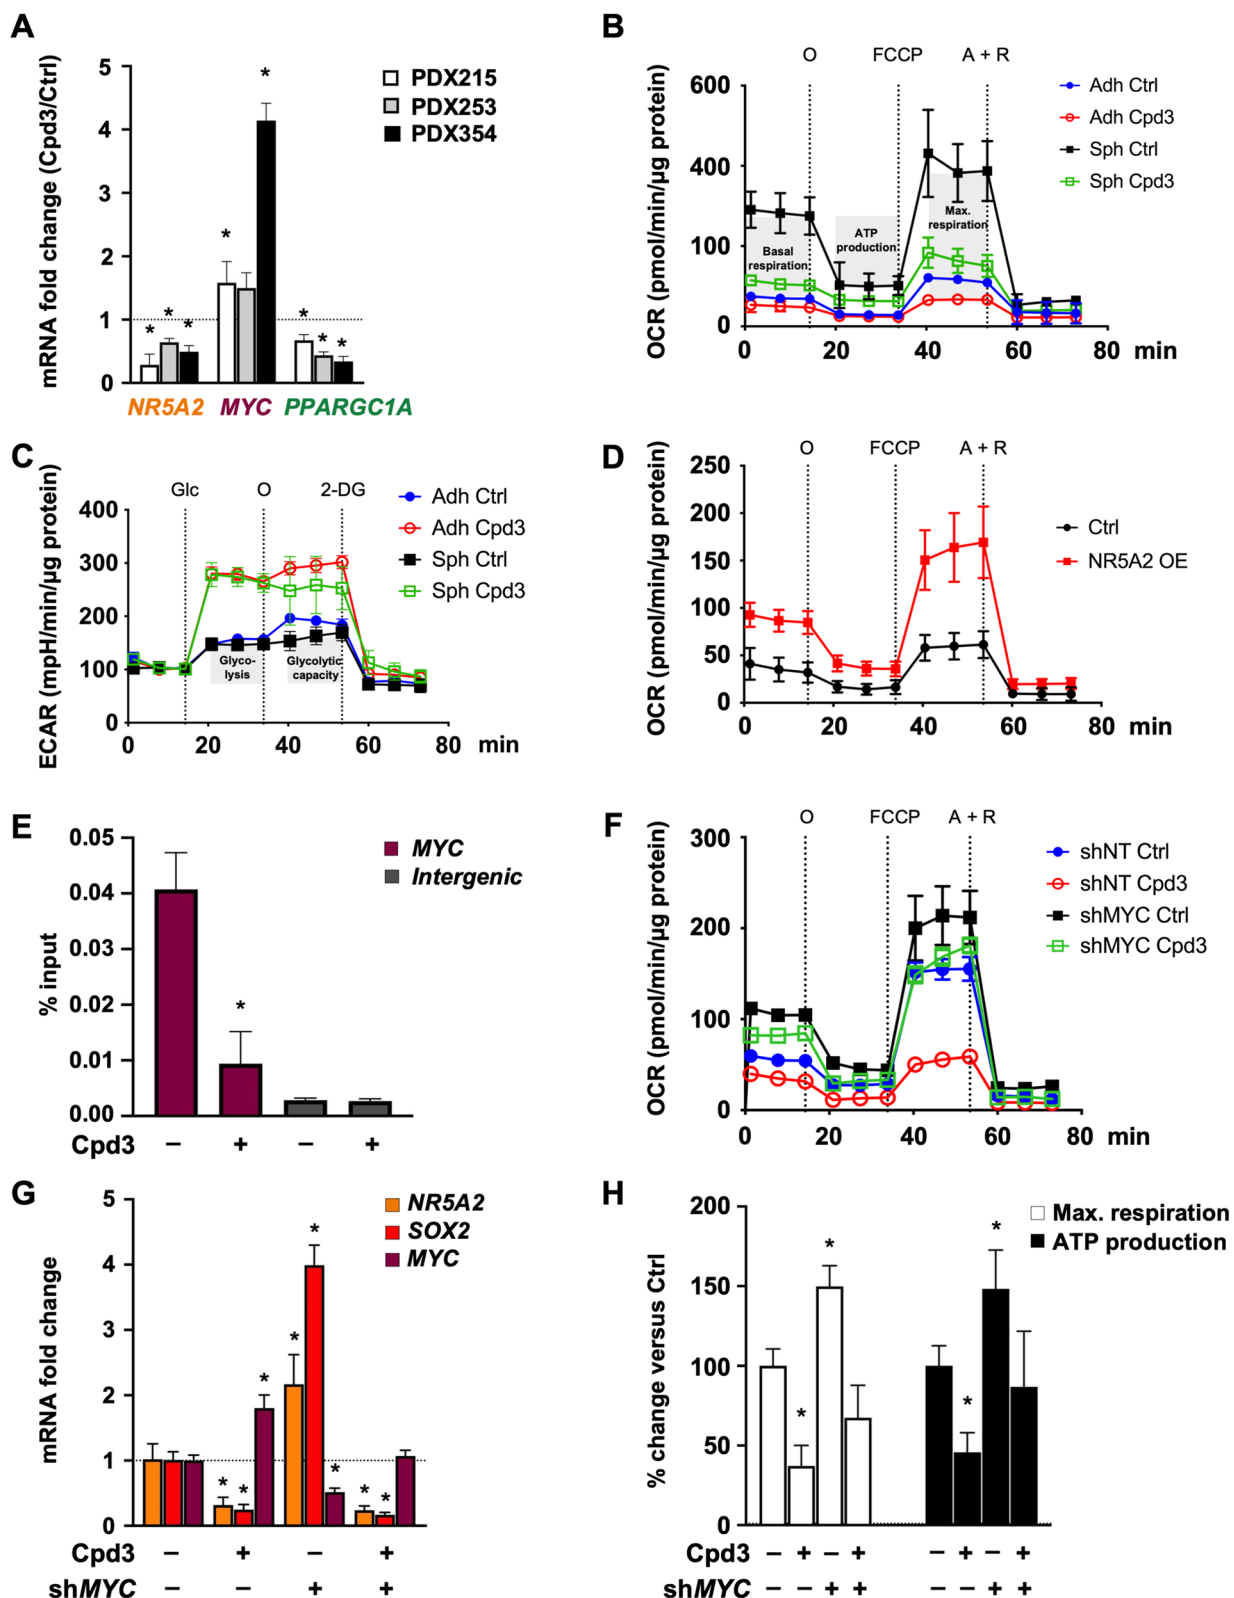 A
mRNA fold change (Cpd3/Ctrl)
5
4
3
2
1
0
* * * * * * * *
PDX215
PDX253
PDX354
NR5A2 MYC PPARGC1A
B
OCR (pmol/min/µg protein)
O FCCP A + R
600
400
100
0
Basal
respiration
ATP
production
Max.
respiration
Adh Ctrl
Adh Cpd3
Sph Ctrl
Sph Cpd3
0 20 40 60 80 min
C
ECAR (mpH/min/µg protein)
Glc O 2-DG
400
300
200
100
0
Glyco-
lysis
Glycolytic
capacity
Adh Ctrl
Adh Cpd3
Sph Ctrl
Sph Cpd3
0 20 40 60 80 min
D
OCR (pmol/min/µg protein)
O FCCP A + R
250
200
150
100
50
0
Ctrl
NR5A2 OE
0 20 40 60 80 min
E
% input
0.05
0.04
0.03
0.02
0.01
0.00
*
MYC
Intergenic
Cpd3 – + – +
F
OCR (pmol/min/µg protein)
O FCCP A + R
300
200
100
0
shNT Ctrl
shNT Cpd3
shMYC Ctrl
shMYC Cpd3
0 20 40 60 80 min
G
mRNA fold change
5
4
3
2
1
0
* * * * * * * *
NR5A2
SOX2
MYC
Cpd3 – + – +
shMYC – – + +
H
% change versus Ctrl
200
150
100
50
0
* * * *
Max. respiration
ATP production
Cpd3 – + – + – + – +
shMYC – – + + – – + +